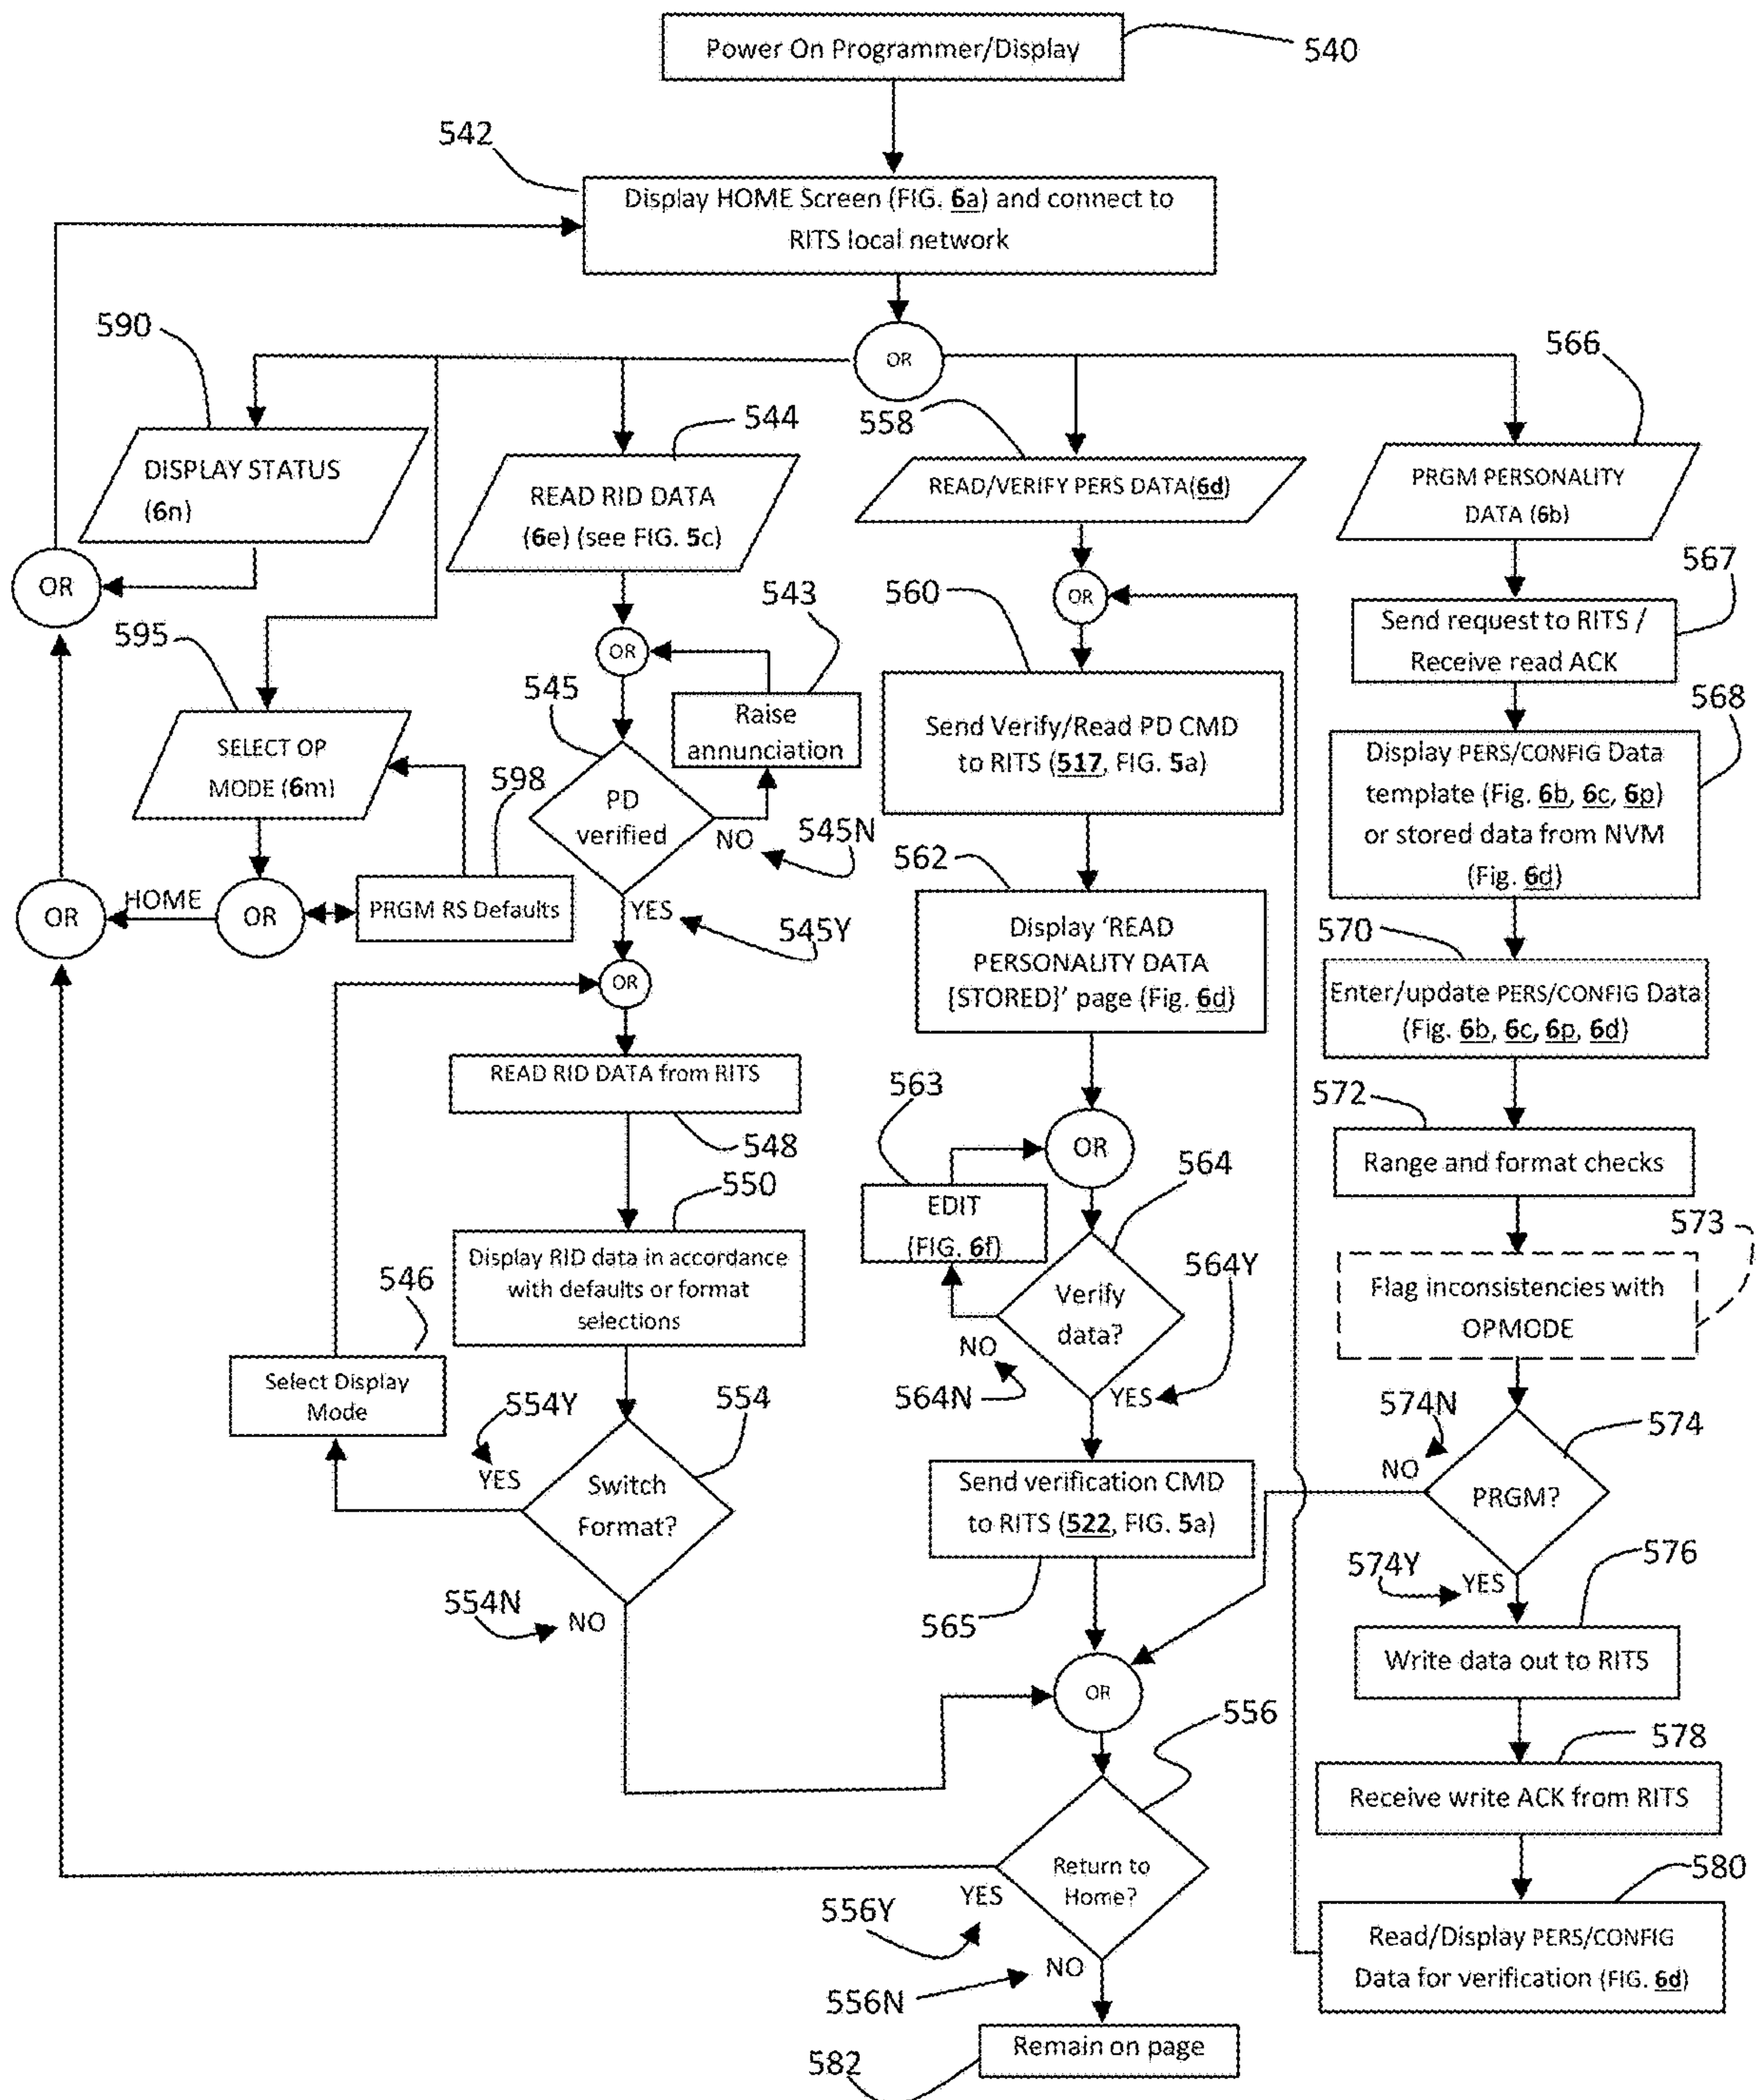 Power On Programmer/Display
540
542
Display HOME Screen (FIG. 6a) and connect to
RITS local network
OR
590
DISPLAY STATUS
(6n)
OR
544
READ RID DATA
(6e) (see FIG. 5c)
558
READ/VERIFY PERS DATA(6d)
566
PRGM PERSONALITY
DATA (6b)
567
Send request to RITS /
Receive read ACK
595
SELECT OP
MODE (6m)
598
PRGM RS Defaults
OR
HOME
OR
OR
543
Raise
annunciation
545
PD
verified
NO
545N
YES
545Y
OR
READ RID DATA from RITS
548
550
Display RID data in accordance
with defaults or format
selections
546
Select Display
Mode
554Y
YES
554
Switch
Format?
554N
NO
OR
560
Send Verify/Read PD CMD
to RITS (517, FIG. 5a)
562
Display ‘READ
PERSONALITY DATA
[STORED]’ page (Fig. 6d)
563
EDIT
(FIG. 6f)
OR
564
Verify
data?
564Y
NO
564N
YES
Send verification CMD
to RITS (522, FIG. 5a)
565
OR
556
Return to
Home?
YES
556Y
NO
556N
Remain on page
582
568
Display PERS/CONFIG Data
template (Fig. 6b, 6c, 6p)
or stored data from NVM
(Fig. 6d)
570
Enter/update PERS/CONFIG Data
(Fig. 6b, 6c, 6p, 6d)
572
Range and format checks
573
Flag inconsistencies with
OPMODE
574N
NO
574
PRGM?
574Y
YES
576
Write data out to RITS
578
Receive write ACK from RITS
580
Read/Display PERS/CONFIG
Data for verification (FIG. 6d)